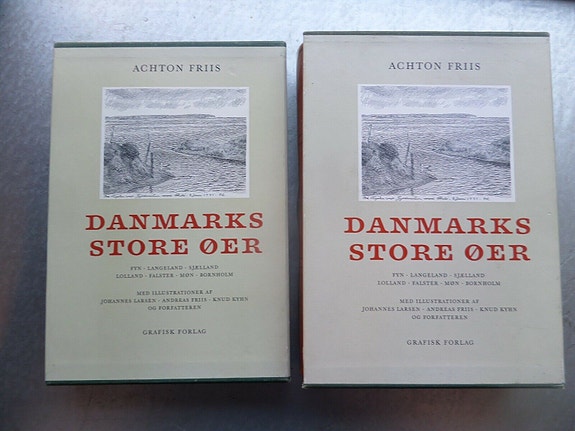 ACHTON FRIIS
DANMARKS
STORE ØER
FYN · LANGELAND · SJÆLLAND
LOLLAND · FALSTER · MØN · BORNHOLM
MED ILLUSTRATIONER AF
JOHANNES LARSEN · ANDREAS FRIIS · KNUD KYHN
OG FORFATTEREN
GRAFISK FORLAG
ACHTON FRIIS
DANMARKS
STORE ØER
FYN · LANGELAND · SJÆLLAND
LOLLAND · FALSTER · MØN · BORNHOLM
MED ILLUSTRATIONER AF
JOHANNES LARSEN · ANDREAS FRIIS · KNUD KYHN
OG FORFATTEREN
GRAFISK FORLAG